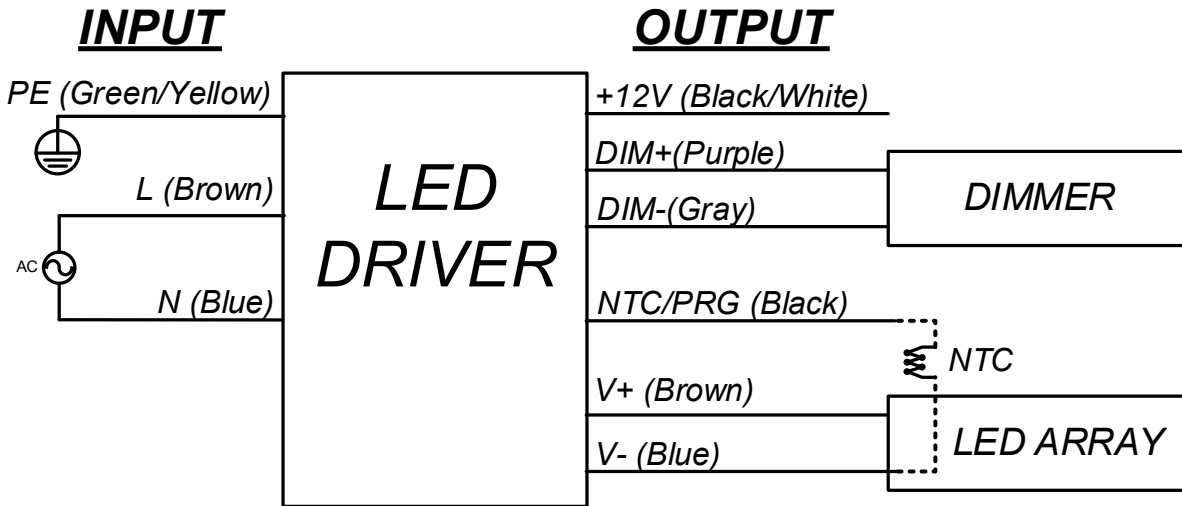 INPUT
OUTPUT
PE (Green/Yellow)
+12V (Black/White)
DIM+(Purple)
L (Brown)
LED
DRIVER
DIM-(Gray)
DIMMER
AC
N (Blue)
NTC/PRG (Black)
NTC
V+ (Brown)
V- (Blue)
LED ARRAY